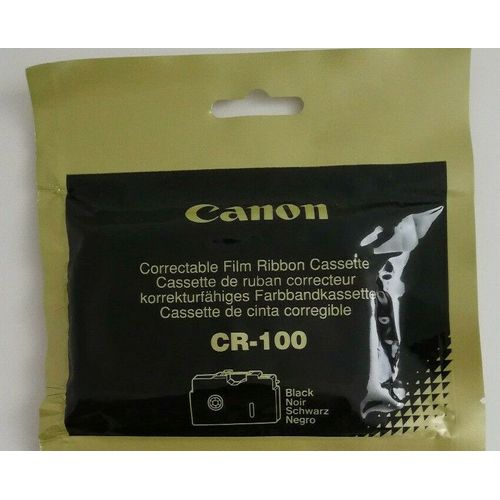 Canon
Correctable Film Ribbon Cassette
Cassette de ruban correcteur
korrekturfähiges Farbbandkassette
Cassette de cinta corregible
CR-100
Black
Noir
Schwarz
Negro